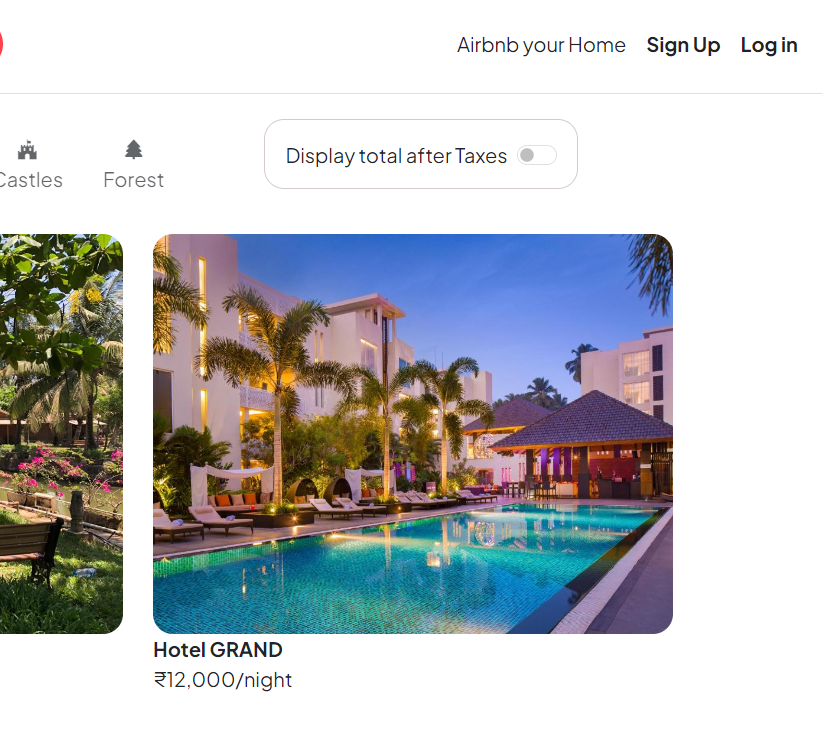 Airbnb your Home Sign Up Log in
Castles Forest Display total after Taxes
Hotel GRAND
₹12,000/night